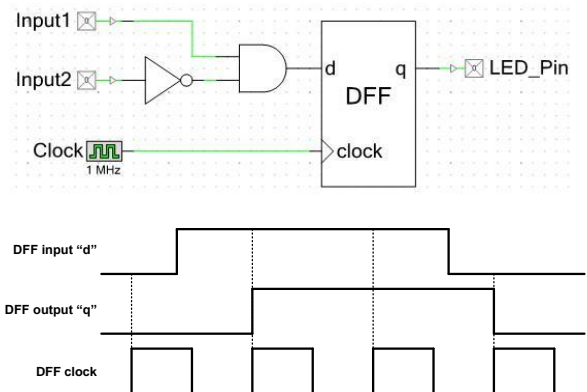 Input1
Input2
d q
LED_Pin
DFF
Clock
clock
1 MHz
DFF input “d”
DFF output “q”
DFF clock